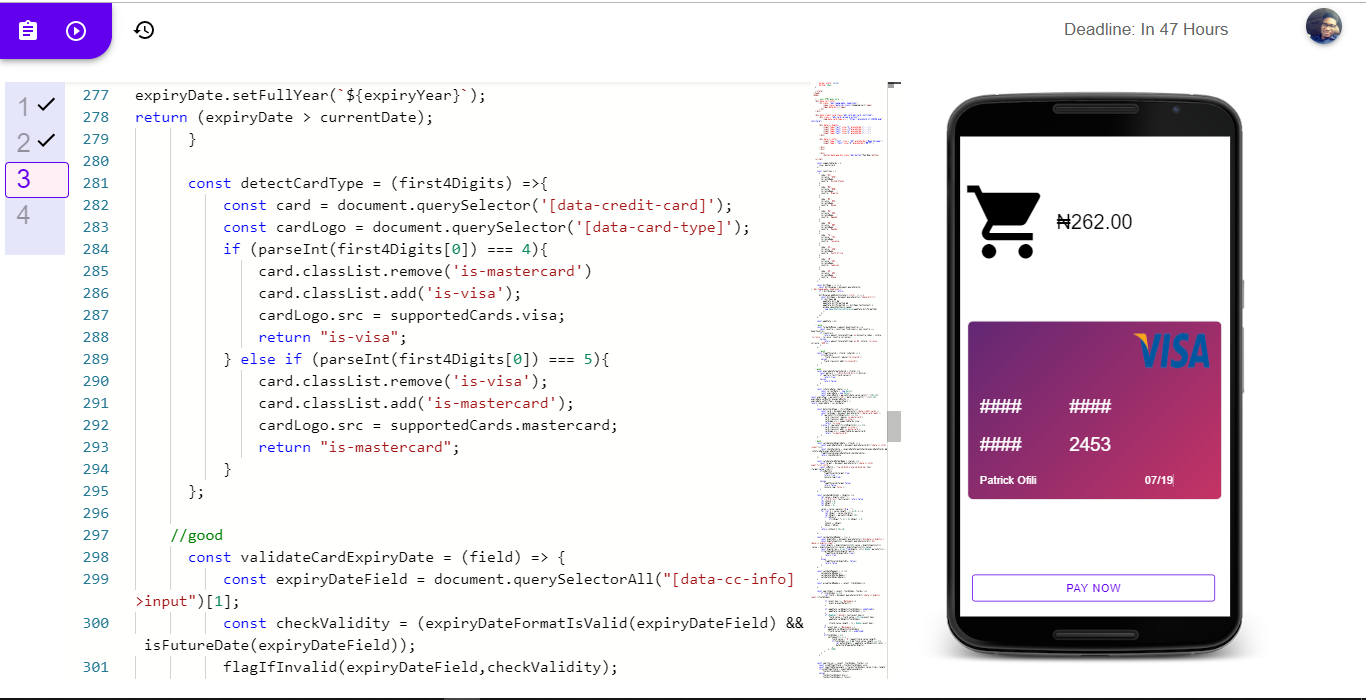 Deadline: In 47 Hours
1
2
3
4
277 expiryDate.setFullYear(`${expiryYear}`);
278 return (expiryDate > currentDate);
279 }
280
281 const detectCardType = (first4Digits) =>{
282 const card = document.querySelector('[data-credit-card]');
283 const cardLogo = document.querySelector('[data-card-type]');
284 if (parseInt(first4Digits[0]) === 4){
285 card.classList.remove('is-mastercard')
286 card.classList.add('is-visa');
287 cardLogo.src = supportedCards.visa;
288 return "is-visa";
289 } else if (parseInt(first4Digits[0]) === 5){
290 card.classList.remove('is-visa');
291 card.classList.add('is-mastercard');
292 cardLogo.src = supportedCards.mastercard;
293 return "is-mastercard";
294 }
295 };
296
297 //good
298 const validateCardExpiryDate = (field) => {
299 const expiryDateField = document.querySelectorAll("[data-cc-info]
>input")[1];
300 const checkValidity = (expiryDateFormatIsValid(expiryDateField) &&
isFutureDate(expiryDateField));
301 flagIfInvalid(expiryDateField,checkValidity);
₦262.00
VISA
#### ####
#### 2453
Patrick Ofili 07/19
PAY NOW